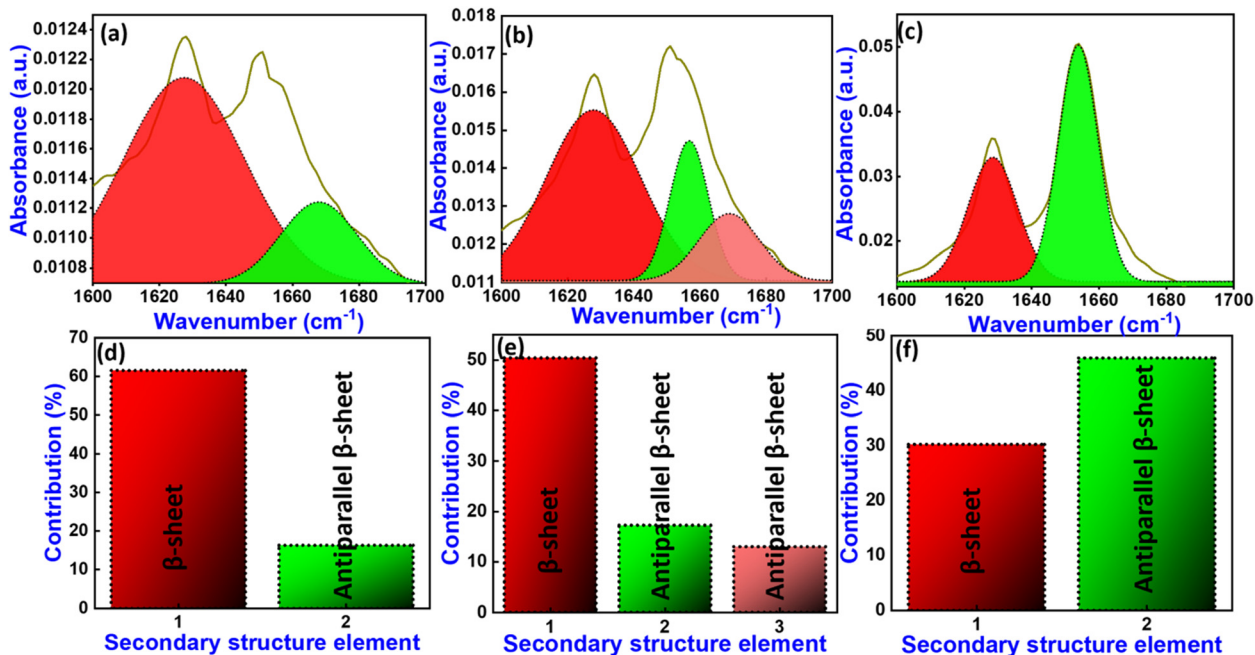 (a)
Absorbance (a.u.)
0.0124
0.0122
0.0120
0.0118
0.0116
0.0114
0.0112
0.0110
0.0108
1600
1620
1640
1660
1680
1700
Wavenumber (cm⁻¹)
(b)
Absorbance (a.u.)
0.018
0.017
0.016
0.015
0.014
0.013
0.012
0.011
1600
1620
1640
1660
1680
1700
Wavenumber (cm⁻¹)
(c)
Absorbance (a.u.)
0.05
0.04
0.03
0.02
1600
1620
1640
1660
1680
1700
Wavenumber (cm⁻¹)
(d)
Contribution (%)
70
60
50
40
30
20
10
0
β-sheet
Antiparallel β-sheet
1
2
Secondary structure element
(e)
Contribution (%)
50
40
30
20
10
0
β-sheet
Antiparallel β-sheet
Antiparallel β-sheet
1
2
3
Secondary structure element
(f)
Contribution (%)
50
40
30
20
10
0
β-sheet
Antiparallel β-sheet
1
2
Secondary structure element